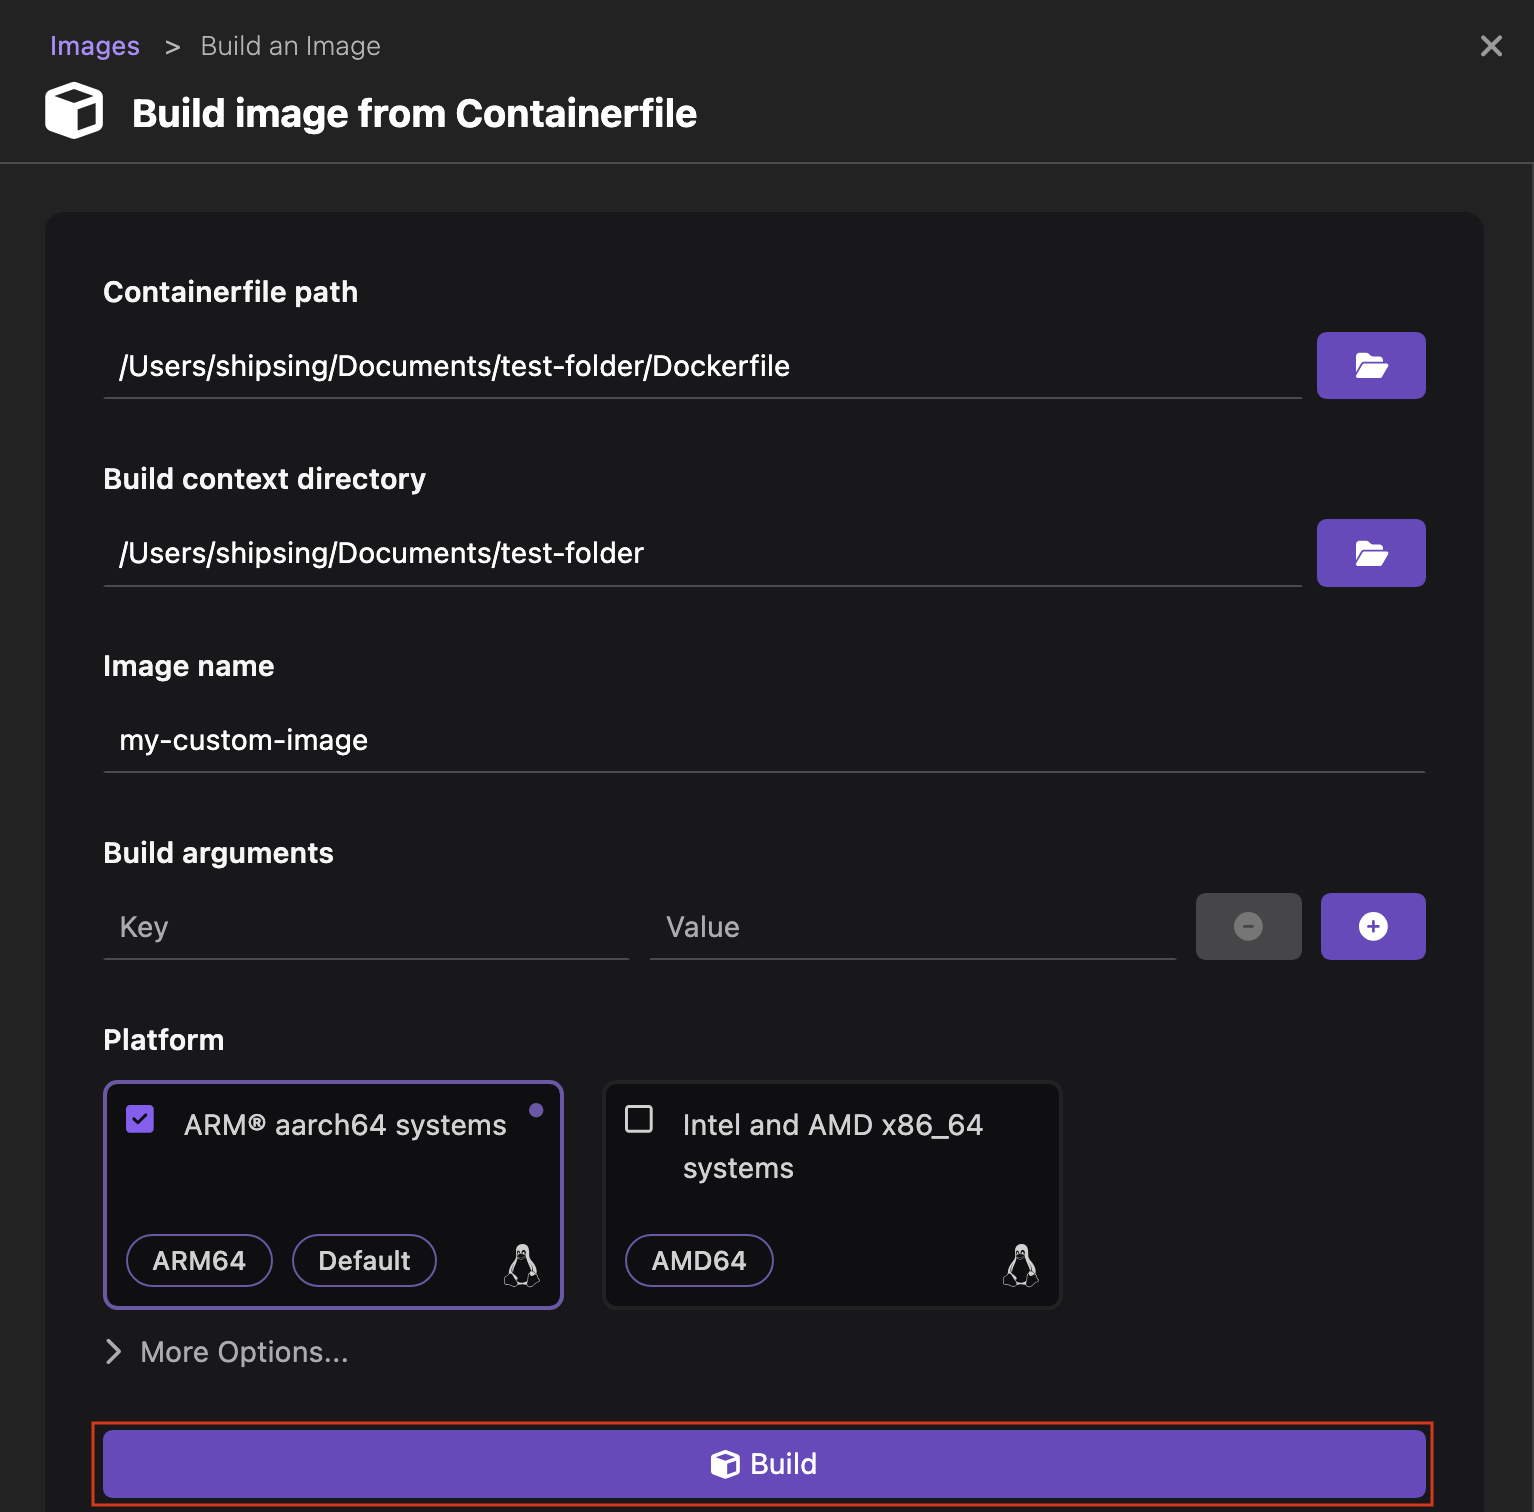 Images > Build an Image
Build image from Containerfile
Containerfile path
/Users/shipsing/Documents/test-folder/Dockerfile
Build context directory
/Users/shipsing/Documents/test-folder
Image name
my-custom-image
Build arguments
Key Value
Platform
ARM® aarch64 systems
ARM64 Default
Intel and AMD x86_64
systems
AMD64
More Options...
Build